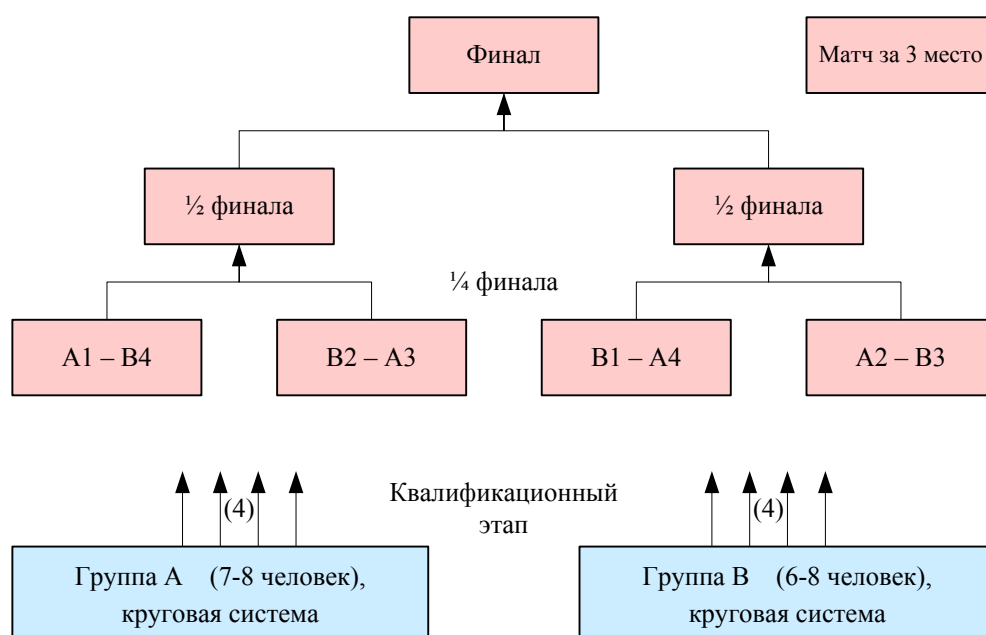 Финал
Матч за 3 место
½ финала
½ финала
¼ финала
A1 – B4
B2 – A3
B1 – A4
A2 – B3
(4)
Квалификационный
этап
(4)
Группа A (7-8 человек),
круговая система
Группа B (6-8 человек),
круговая система